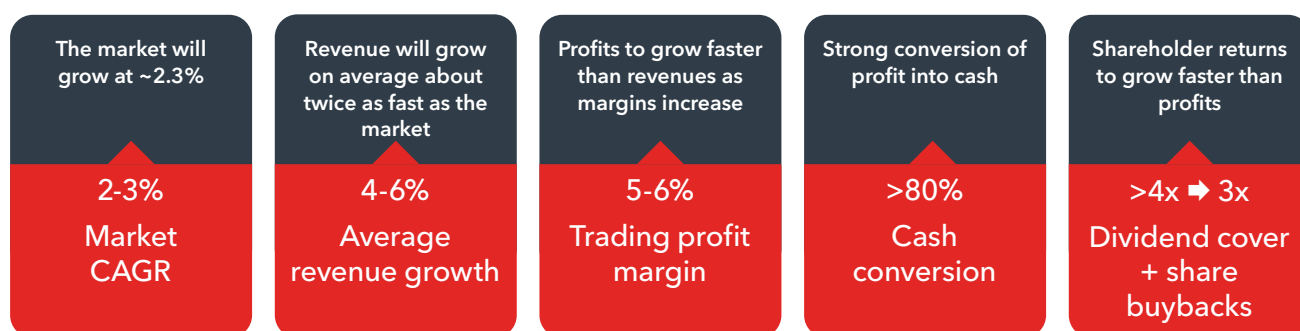 The market will
grow at ~2.3%
2-3%
Market
CAGR
Revenue will grow
on average about
twice as fast as the
market
4-6%
Average
revenue growth
Profits to grow faster
than revenues as
margins increase
5-6%
Trading profit
margin
Strong conversion of
profit into cash
>80%
Cash
conversion
Shareholder returns
to grow faster than
profits
>4x ➡ 3x
Dividend cover
+ share
buybacks